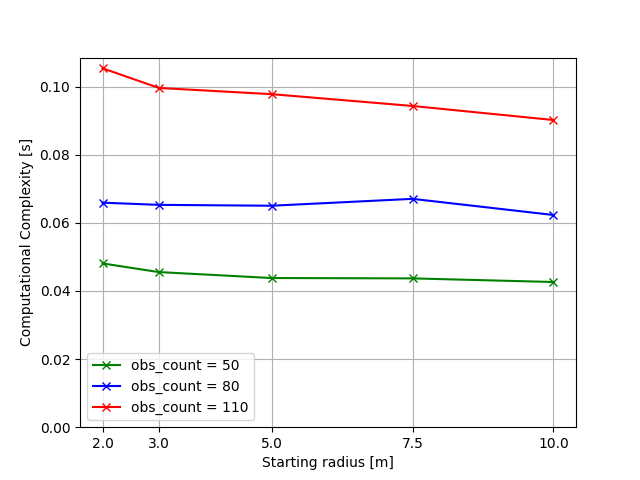 Computational Complexity [s]
0.10
0.08
0.06
0.04
0.02
0.00
obs_count = 50
obs_count = 80
obs_count = 110
2.0 3.0 5.0 7.5 10.0
Starting radius [m]